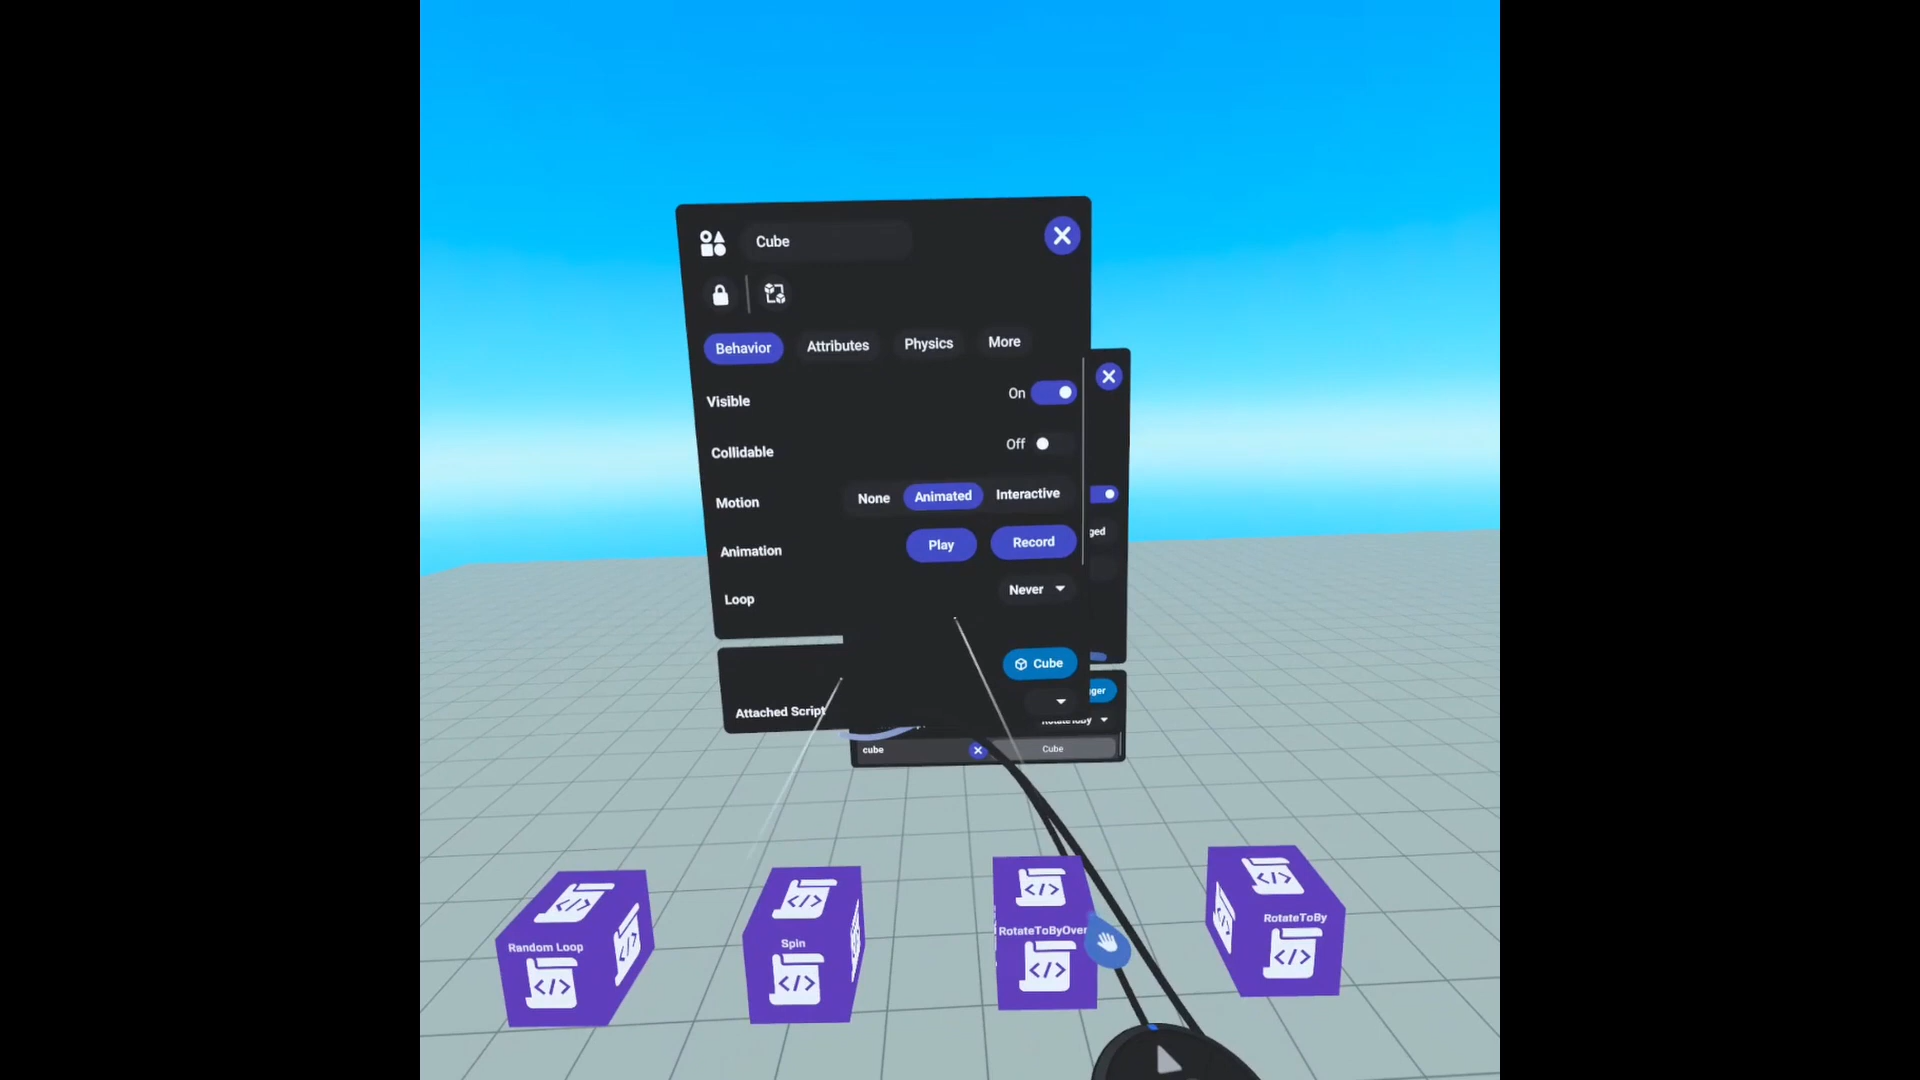 Cube
Behavior Attributes Physics More
Visible On
Collidable Off
Motion None Animated Interactive
Animation Play Record
Loop Never
Cube
Attached Script
RotateToBy
cube Cube
Random Loop
</>
Spin
</>
RotateToByOver
</>
RotateToBy
</>